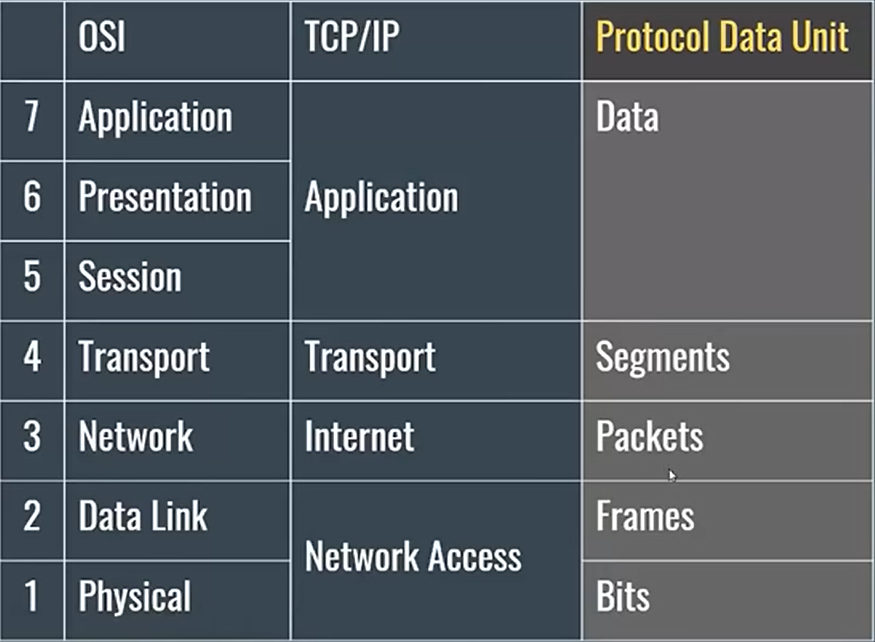 OSI TCP/IP Protocol Data Unit
7 Application Application Data
6 Presentation
5 Session
4 Transport Transport Segments
3 Network Internet Packets
2 Data Link Network Access Frames
1 Physical Bits